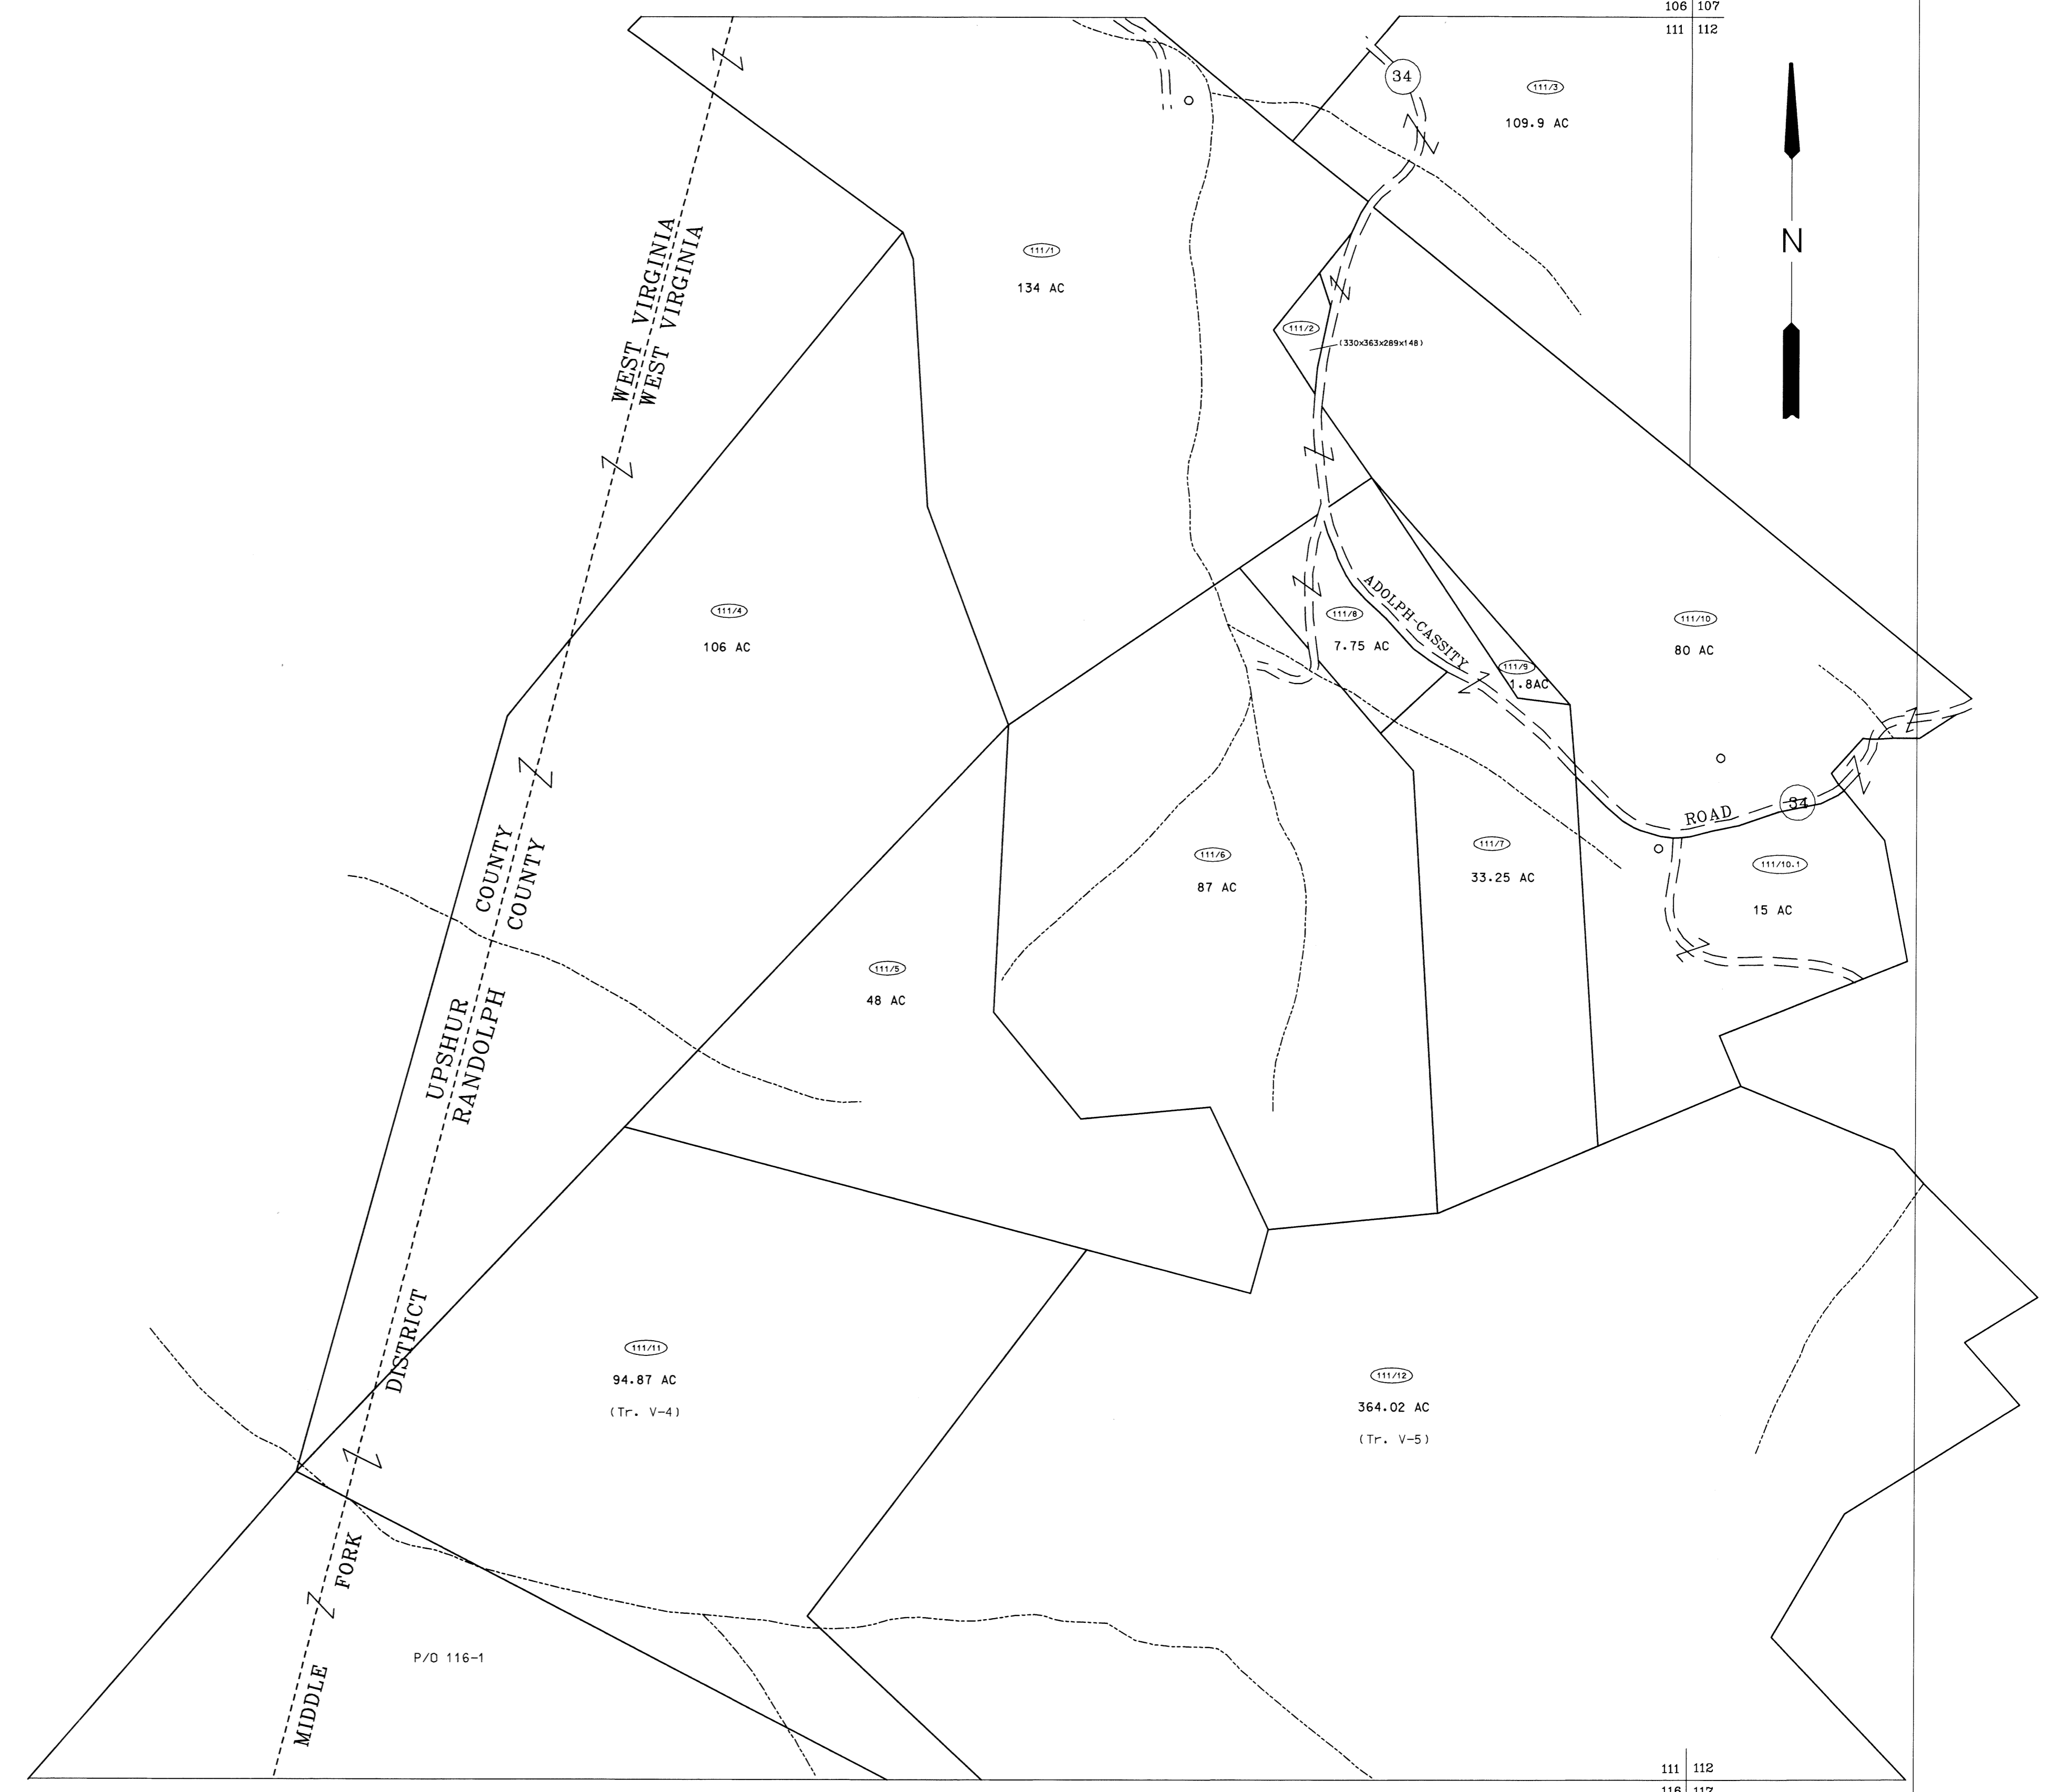 106 107
111 112
34
111/3
109.9 AC
N
WEST VIRGINIA
WEST VIRGINIA
111/1
134 AC
111/2
(330x363x289x148)
111/4
106 AC
111/8
7.75 AC
ADOLPH-CASSITY
111/9
1.8AC
111/10
80 AC
ROAD
34
COUNTY
COUNTY
111/6
87 AC
111/7
33.25 AC
111/10.1
15 AC
111/5
48 AC
UPSHUR
RANDOLPH
DISTRICT
111/11
94.87 AC
(Tr. V-4)
111/12
364.02 AC
(Tr. V-5)
FORK
P/O 116-1
MIDDLE
111 112
116 117